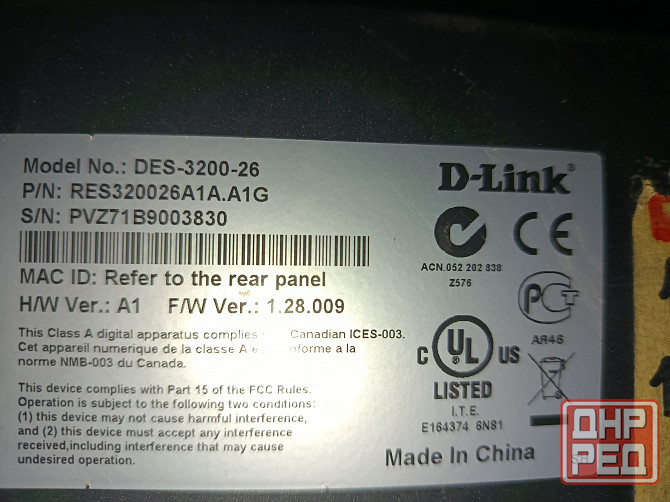 Model No.: DES-3200-26
P/N: RES320026A1A.A1G
S/N: PVZ71B9003830
MAC ID: Refer to the rear panel
H/W Ver.: A1 F/W Ver.: 1.28.009
This Class A digital apparatus complies Canadian ICES-003.
Cet appareil numerique de la classe A e onforme a la
norme NMB-003 du Canada.
This device complies with Part 15 of the FCC Rules.
Operation is subject to the following two conditions:
(1) this device may not cause harmful interference,
and (2) this device must accept any interference
received,including interference that may cause
undesired operation.
D-Link®
CE
ACN.052 202 838
Z576
PCT
AR46
C UL US
LISTED
I.T.E.
E164374 6N81
Made In China
ДНР
РЕД